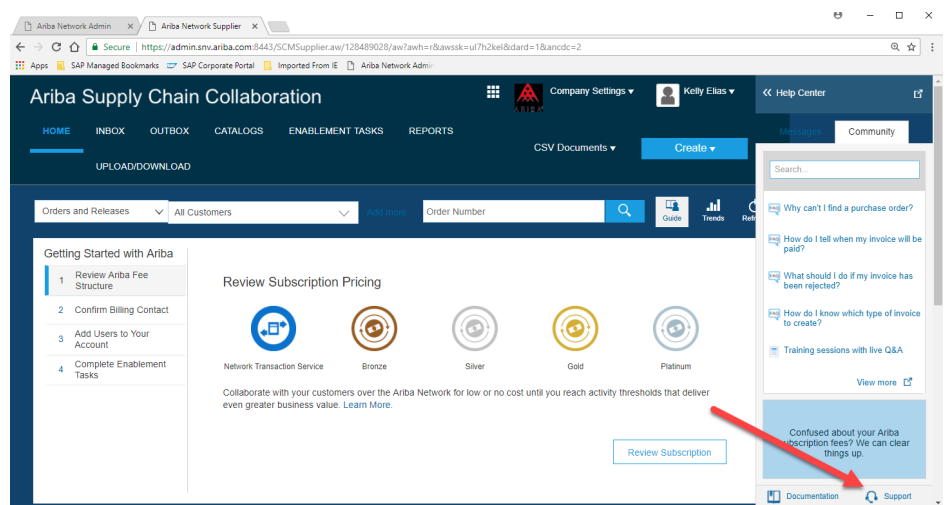 Ariba Network Admin
Ariba Network Supplier
Secure | https://admin.snv.ariba.com:8443/SCMSupplier.aw/128489028/aw?awh=r&awssk=ul7h2kel&dard=1&ancdc=2
Apps SAP Managed Bookmarks SAP Corporate Portal Imported From IE Ariba Network Admin
Ariba Supply Chain Collaboration
ARIBA
Company Settings
Kelly Elias
Help Center
HOME INBOX OUTBOX CATALOGS ENABLEMENT TASKS REPORTS
Messages
Community
CSV Documents
Create
UPLOAD/DOWNLOAD
Search...
Orders and Releases
All Customers
Add more
Order Number
Guide
Trends
Refr
FAQ Why can't I find a purchase order?
FAQ How do I tell when my invoice will be
paid?
FAQ What should I do if my invoice has
been rejected?
FAQ How do I know which type of invoice
to create?
Training sessions with live Q&A
View more
Getting Started with Ariba
1 Review Ariba Fee
Structure
2 Confirm Billing Contact
3 Add Users to Your
Account
4 Complete Enablement
Tasks
Review Subscription Pricing
Network Transaction Service
Bronze
Silver
Gold
Platinum
Collaborate with your customers over the Ariba Network for low or no cost until you reach activity thresholds that deliver
even greater business value. Learn More.
Review Subscription
Confused about your Ariba
subscription fees? We can clear
things up.
Documentation
Support